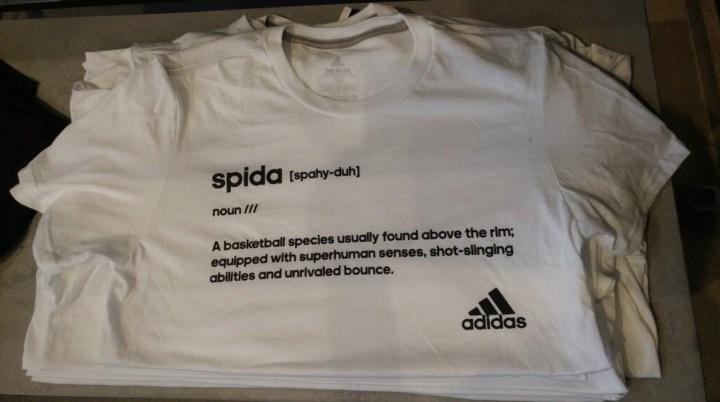 spida [spahy-duh]
noun ///
A basketball species usually found above the rim;
equipped with superhuman senses, shot-slinging
abilities and unrivaled bounce.
adidas